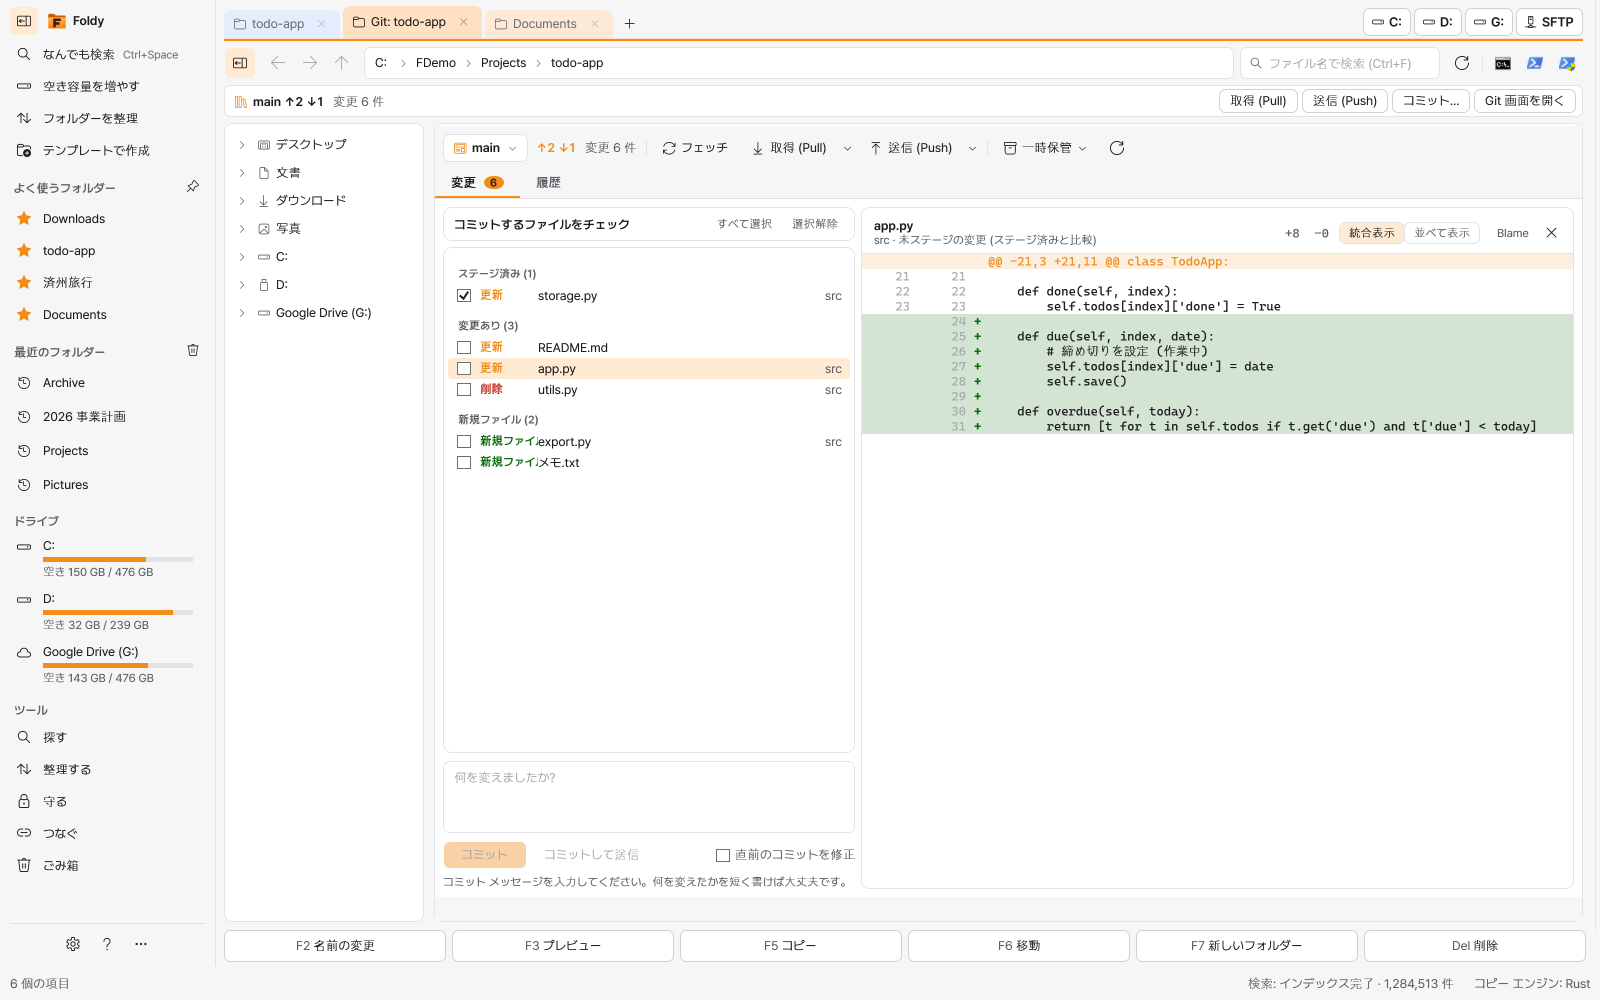 Foldy
なんでも検索 Ctrl+Space
空き容量を増やす
フォルダーを整理
テンプレートで作成
よく使うフォルダー
Downloads
todo-app
済州旅行
Documents
最近のフォルダー
Archive
2026 事業計画
Projects
Pictures
ドライブ
C:
空き 150 GB / 476 GB
D:
空き 32 GB / 239 GB
Google Drive (G:)
空き 143 GB / 476 GB
ツール
探す
整理する
守る
つなぐ
ごみ箱
todo-app
Git: todo-app
Documents
C:
D:
G:
SFTP
C: > FDemo > Projects > todo-app
ファイル名で検索 (Ctrl+F)
main ↑2 ↓1 変更 6 件
取得 (Pull)
送信 (Push)
コミット...
Git 画面を開く
デスクトップ
文書
ダウンロード
写真
C:
D:
Google Drive (G:)
main
↑2 ↓1 変更 6 件
フェッチ
取得 (Pull)
送信 (Push)
一時保管
変更 6
履歴
コミットするファイルをチェック
すべて選択
選択解除
ステージ済み (1)
更新 storage.py src
変更あり (3)
更新 README.md
更新 app.py src
削除 utils.py src
新規ファイル (2)
新規ファイル export.py src
新規ファイル メモ.txt
何を変えましたか?
コミット
コミットして送信
直前のコミットを修正
コミット メッセージを入力してください。何を変えたかを短く書けば大丈夫です。
app.py
src · 未ステージの変更 (ステージ済みと比較)
+8 −0
統合表示
並べて表示
Blame
@@ -21,3 +21,11 @@ class TodoApp:
21 21
22 22 def done(self, index):
23 23 self.todos[index]['done'] = True
24 +
25 + def due(self, index, date):
26 + # 締め切りを設定 (作業中)
27 + self.todos[index]['due'] = date
28 + self.save()
29 +
30 + def overdue(self, today):
31 + return [t for t in self.todos if t.get('due') and t['due'] < today]
F2 名前の変更
F3 プレビュー
F5 コピー
F6 移動
F7 新しいフォルダー
Del 削除
6 個の項目
検索: インデックス完了 · 1,284,513 件
コピー エンジン: Rust